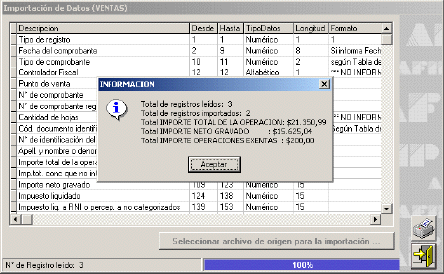 Importación de Datos (VENTAS)
Descripcion Desde Hasta TipoDatos Longitud Formato
Tipo de registro 1 1 Numérico 1 1
Fecha del comprobante 2 9 Numérico 8 Si informa Fech
Tipo de comprobante 10 11 Numérico 2 según Tabla de
Controlador Fiscal 12 12 Alfabético 1 *** NO INFORM
Punto de venta
N° de comprobante
N° de comprobante reg
Cantidad de hojas *** NO INFORM
Cód. documento identifi según Tabla de
N° de identificación del
Apell. y nombre o denor
Importe total de la opera
Imp.tot. conc que no int
Importe neto gravado 109 123 Numérico 15
Impuesto liquidado 124 138 Numérico 15
Impuesto liq. a RNI o percep. a no categorizados 139 153 Numérico 15
INFORMACION
Total de registros leídos: 3
Total de registros importados: 2
Total IMPORTE TOTAL DE LA OPERACION: $21.350,99
Total IMPORTE NETO GRAVADO : $15.625,04
Total IMPORTE OPERACIONES EXENTAS : $200,00
Aceptar
Seleccionar archivo de origen para la importación ...
N° de Registro leído: 3 100%